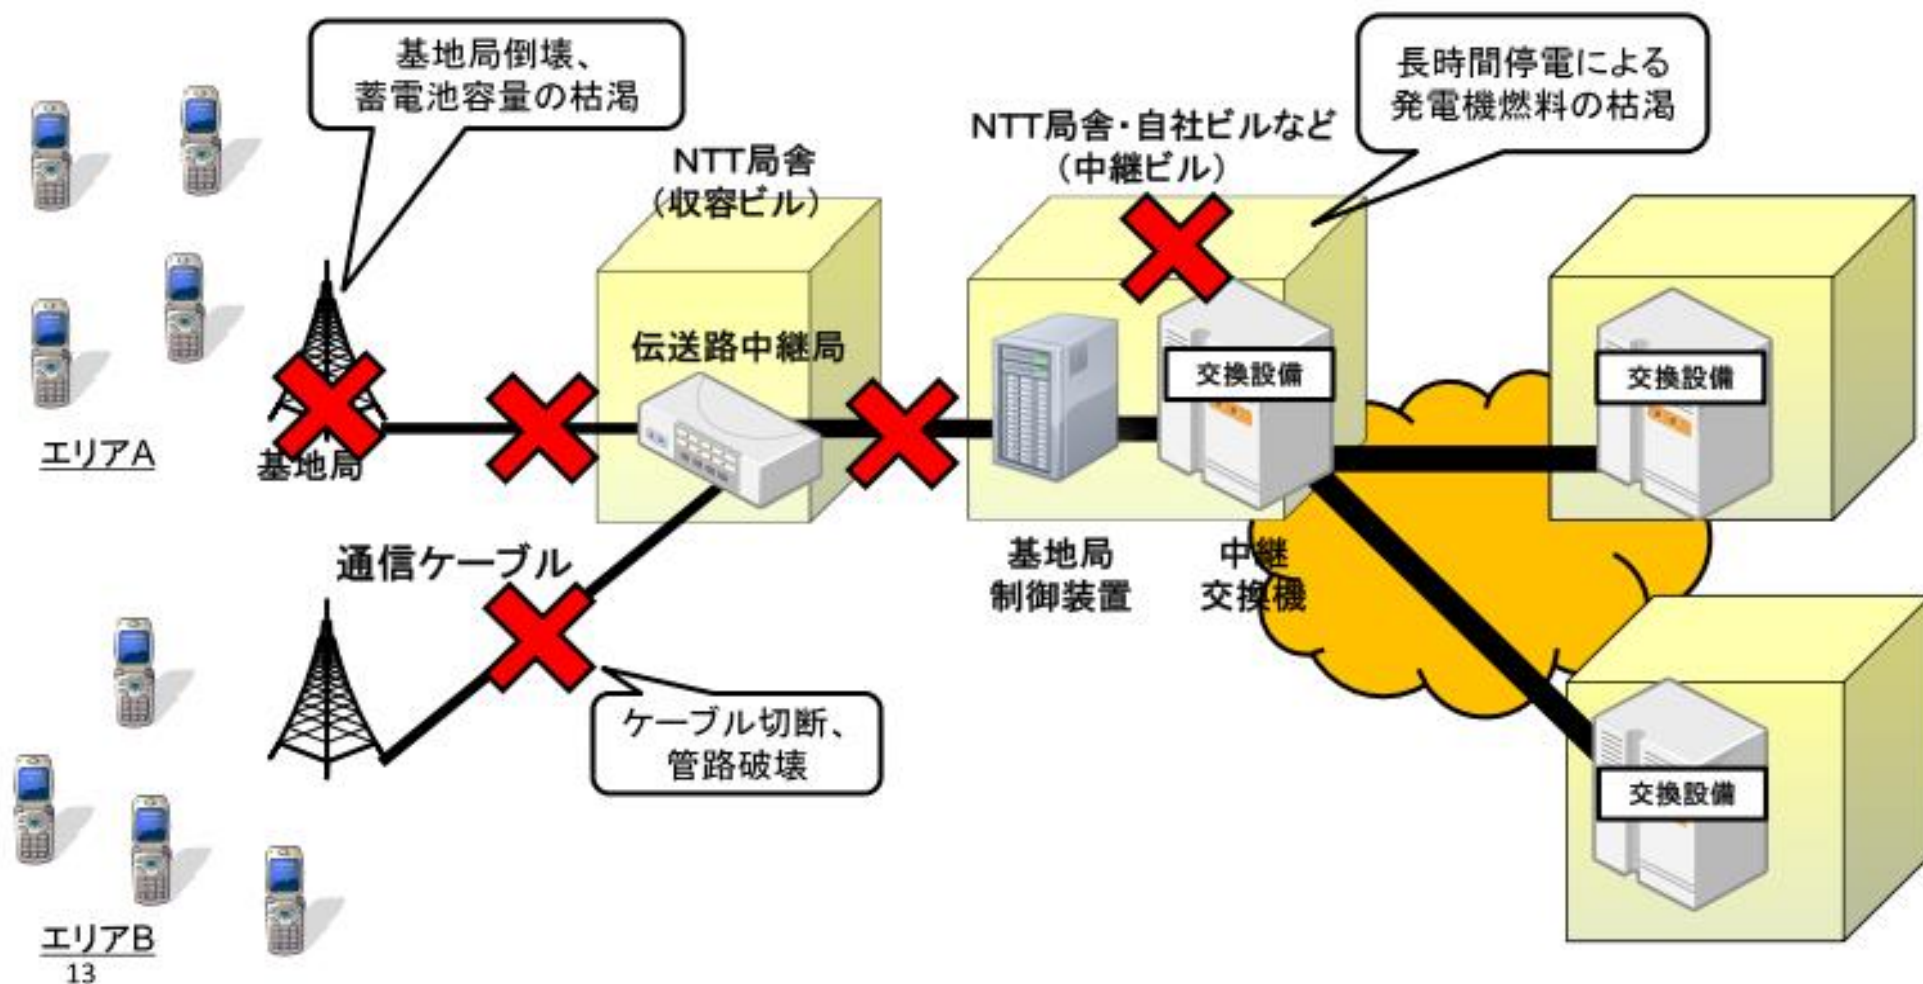 基地局倒壊、
蓄電池容量の枯渇
長時間停電による
発電機燃料の枯渇
NTT局舎
（収容ビル）
NTT局舎・自社ビルなど
（中継ビル）
伝送路中継局
交換設備
交換設備
エリアA
基地局
通信ケーブル
基地局
制御装置
中継
交換機
ケーブル切断、
管路破壊
交換設備
エリアB
13